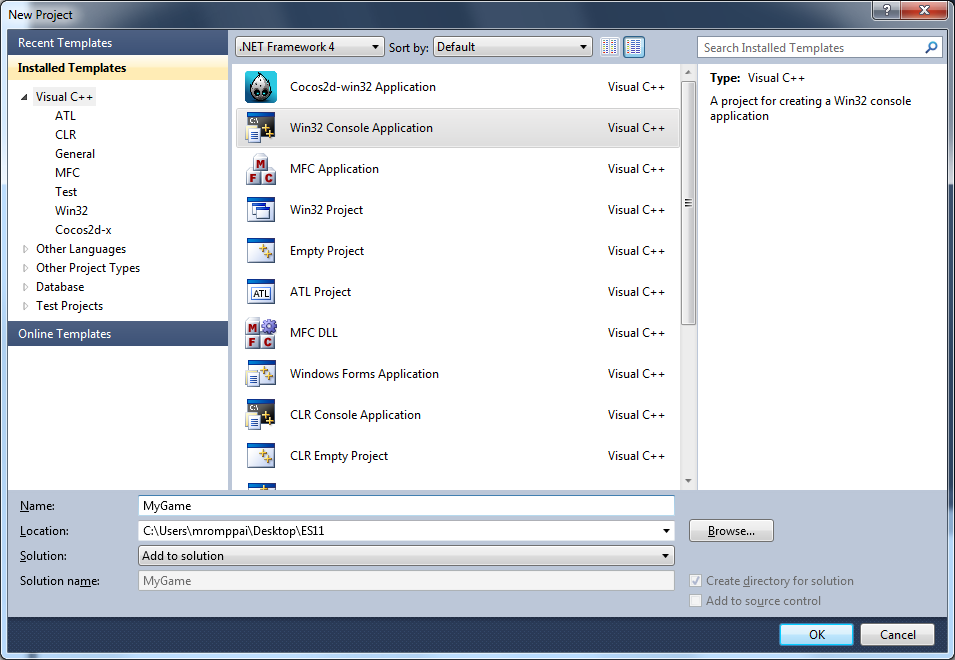 New Project
?
Recent Templates
Installed Templates
Visual C++
ATL
CLR
General
MFC
Test
Win32
Cocos2d-x
Other Languages
Other Project Types
Database
Test Projects
Online Templates
.NET Framework 4 Sort by: Default
Cocos2d-win32 Application Visual C++
C:\ Win32 Console Application Visual C++
MFC MFC Application Visual C++
Win32 Project Visual C++
Empty Project Visual C++
ATL ATL Project Visual C++
MFC MFC DLL Visual C++
Windows Forms Application Visual C++
C:\ CLR Console Application Visual C++
CLR Empty Project Visual C++
Search Installed Templates
Type: Visual C++
A project for creating a Win32 console
application
Name: MyGame
Location: C:\Users\mromppai\Desktop\ES11 Browse...
Solution: Add to solution
Solution name: MyGame
Create directory for solution
Add to source control
OK Cancel